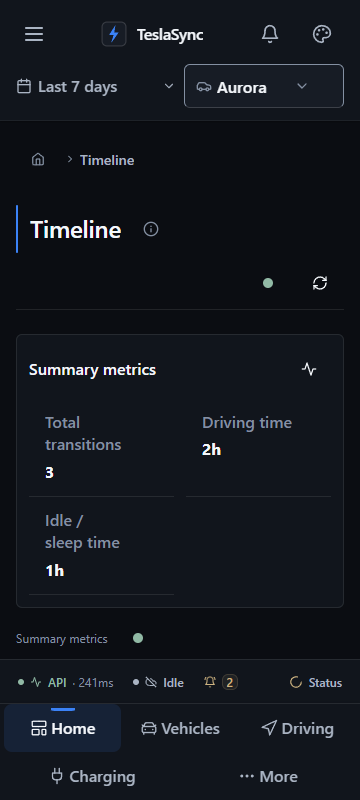 TeslaSync
Last 7 days
Aurora
Timeline
Timeline
Summary metrics
Total
transitions
3
Driving time
2h
Idle /
sleep time
1h
Summary metrics
API · 241ms
Idle
2
Status
Home
Vehicles
Driving
Charging
More